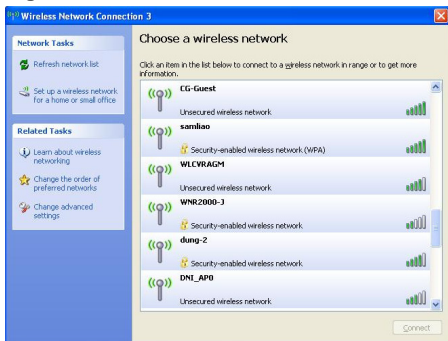 Wireless Network Connection 3
Network Tasks
Refresh network list
Set up a wireless network
for a home or small office
Related Tasks
Learn about wireless
networking
Change the order of
preferred networks
Change advanced
settings
Choose a wireless network
Click an item in the list below to connect to a wireless network in range or to get more
information.
CG-Guest
Unsecured wireless network
samliao
Security-enabled wireless network (WPA)
WLCVRAGM
Unsecured wireless network
WNR2000-J
Security-enabled wireless network
dung-2
Security-enabled wireless network
DNI_AP0
Unsecured wireless network
Connect